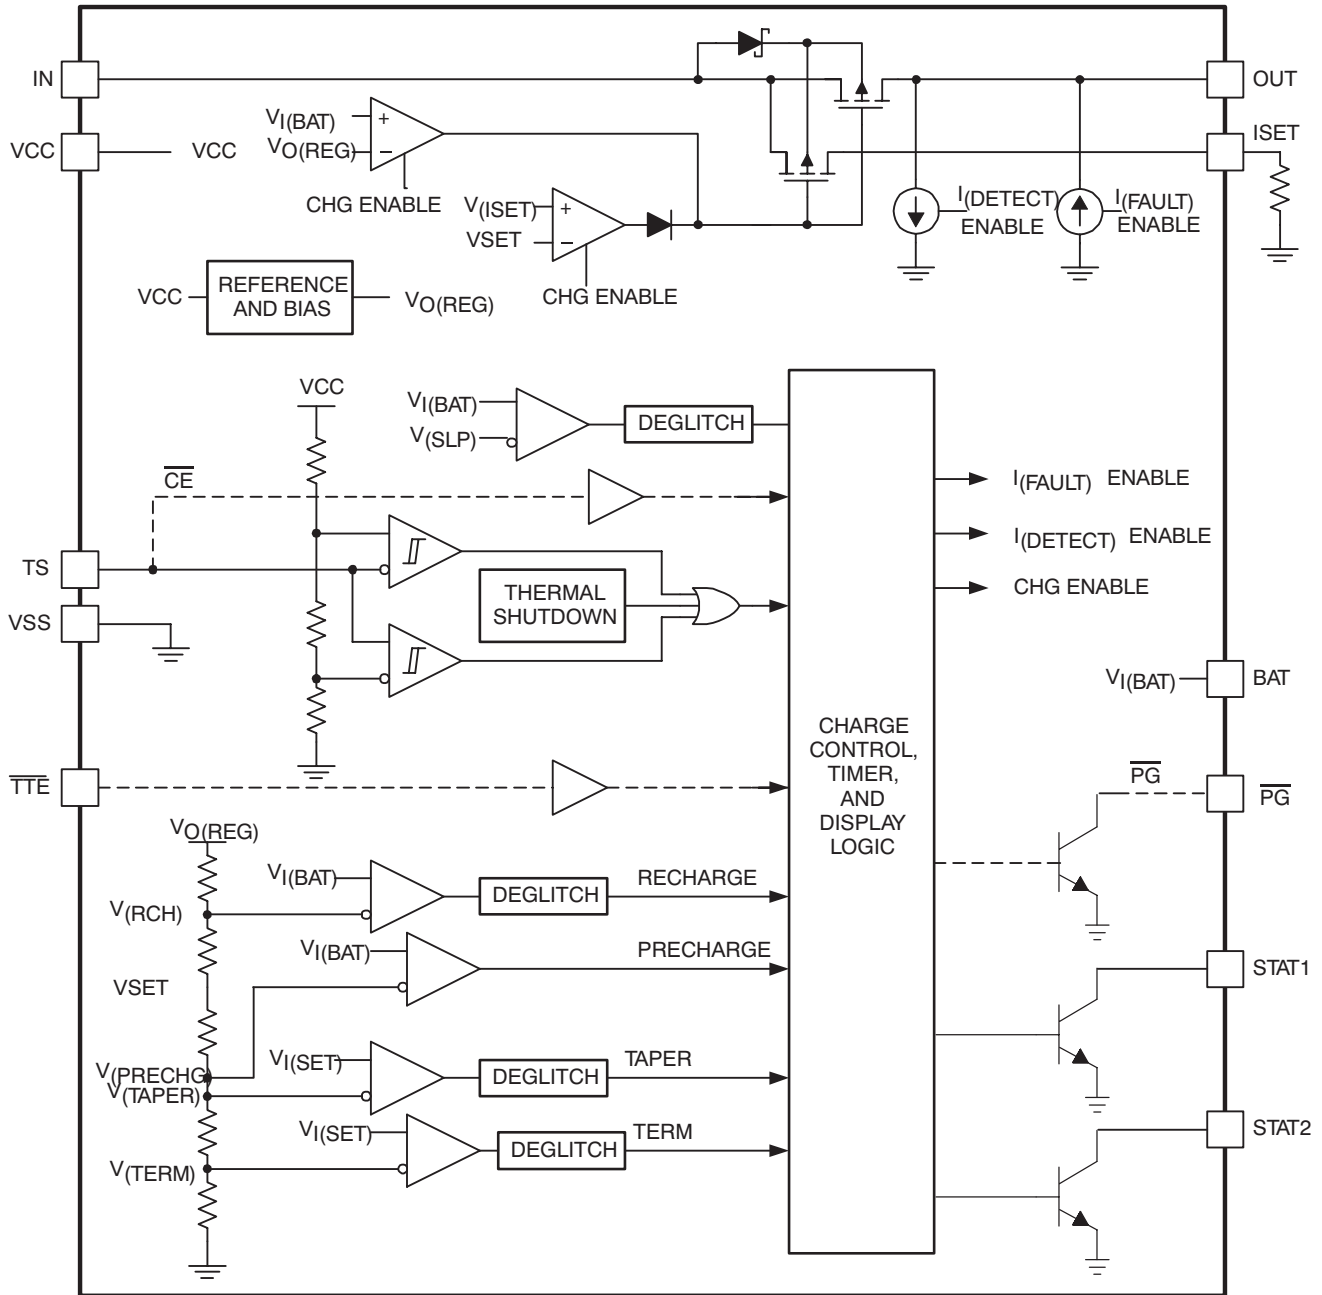 IN
OUT
VI(BAT)
+
VO(REG)
−
ISET
VCC
VCC
CHG ENABLE
V(ISET)
+
VSET
−
I(DETECT)
ENABLE
I(FAULT)
ENABLE
CHG ENABLE
VCC
REFERENCE
AND BIAS
VO(REG)
VCC
VI(BAT)
V(SLP)
DEGLITCH
CE
I(FAULT) ENABLE
I(DETECT) ENABLE
CHG ENABLE
TS
THERMAL
SHUTDOWN
VSS
VI(BAT)
BAT
CHARGE
CONTROL,
TIMER,
AND
DISPLAY
LOGIC
TTE
PG
PG
VO(REG)
VI(BAT)
DEGLITCH
RECHARGE
V(RCH)
VI(BAT)
PRECHARGE
VSET
STAT1
VI(SET)
DEGLITCH
TAPER
V(PRECHG)
V(TAPER)
VI(SET)
DEGLITCH
TERM
V(TERM)
STAT2